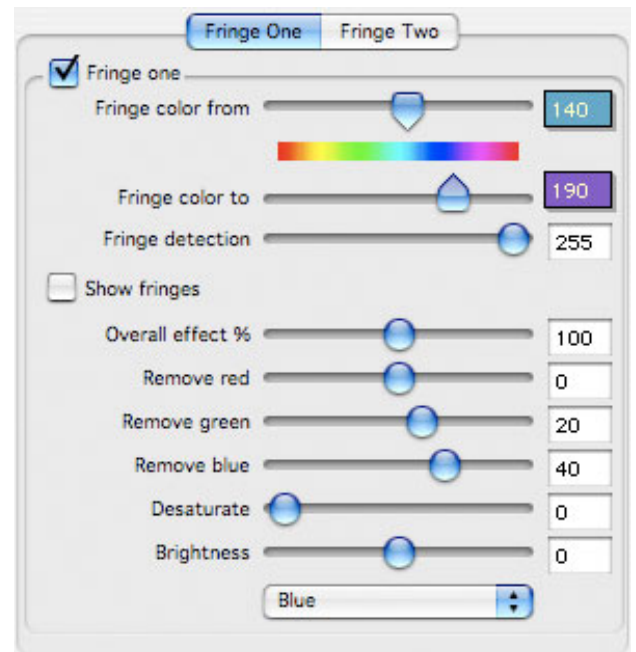 Fringe One Fringe Two
Fringe one
Fringe color from 140
Fringe color to 190
Fringe detection 255
Show fringes
Overall effect % 100
Remove red 0
Remove green 20
Remove blue 40
Desaturate 0
Brightness 0
Blue